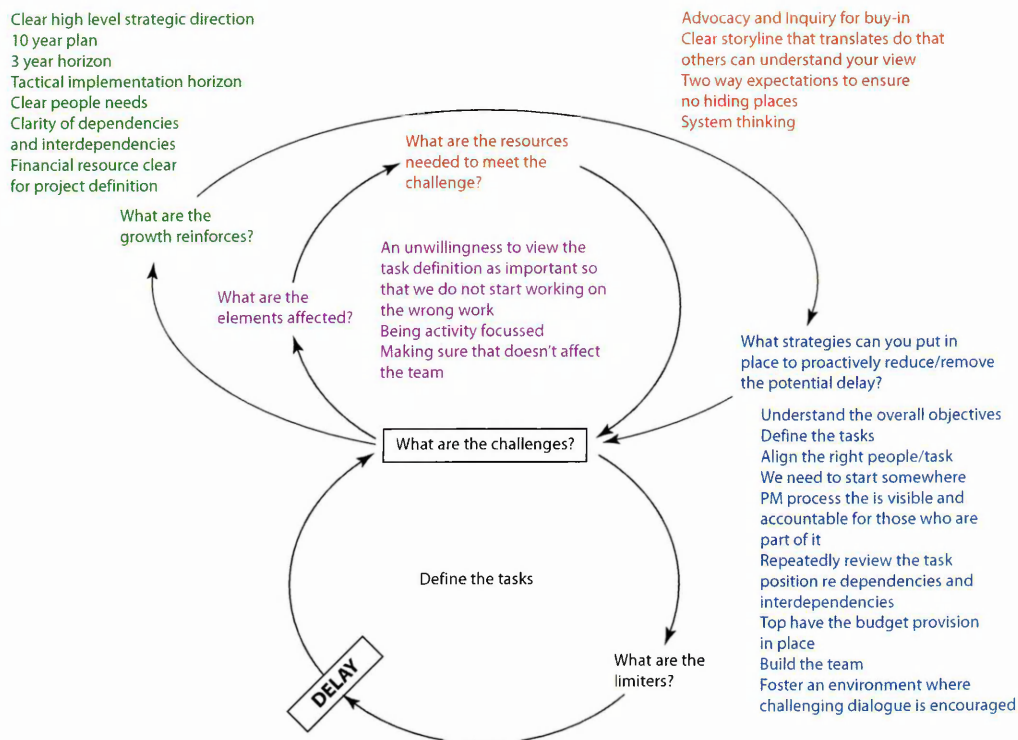 Clear high level strategic direction
10 year plan
3 year horizon
Tactical implementation horizon
Clear people needs
Clarity of dependencies
and interdependencies
Financial resource clear
for project definition
What are the
growth reinforces?
Advocacy and Inquiry for buy-in
Clear storyline that translates do that
others can understand your view
Two way expectations to ensure
no hiding places
System thinking
What are the resources
needed to meet the
challenge?
What are the
elements affected?
An unwillingness to view the
task definition as important so
that we do not start working on
the wrong work
Being activity focussed
Making sure that doesn't affect
the team
What strategies can you put in
place to proactively reduce/remove
the potential delay?
Understand the overall objectives
Define the tasks
Align the right people/task
We need to start somewhere
PM process the is visible and
accountable for those who are
part of it
Repeatedly review the task
position re dependencies and
interdependencies
Top have the budget provision
in place
Build the team
Foster an environment where
challenging dialogue is encouraged
What are the challenges?
Define the tasks
What are the
limiters?
DELAY